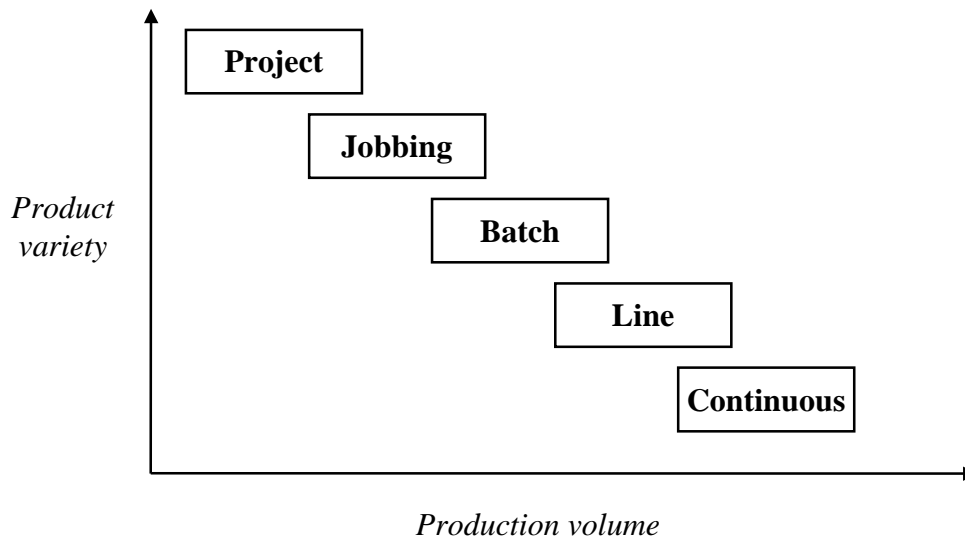 Project
Jobbing
Product
variety
Batch
Line
Continuous
Production volume